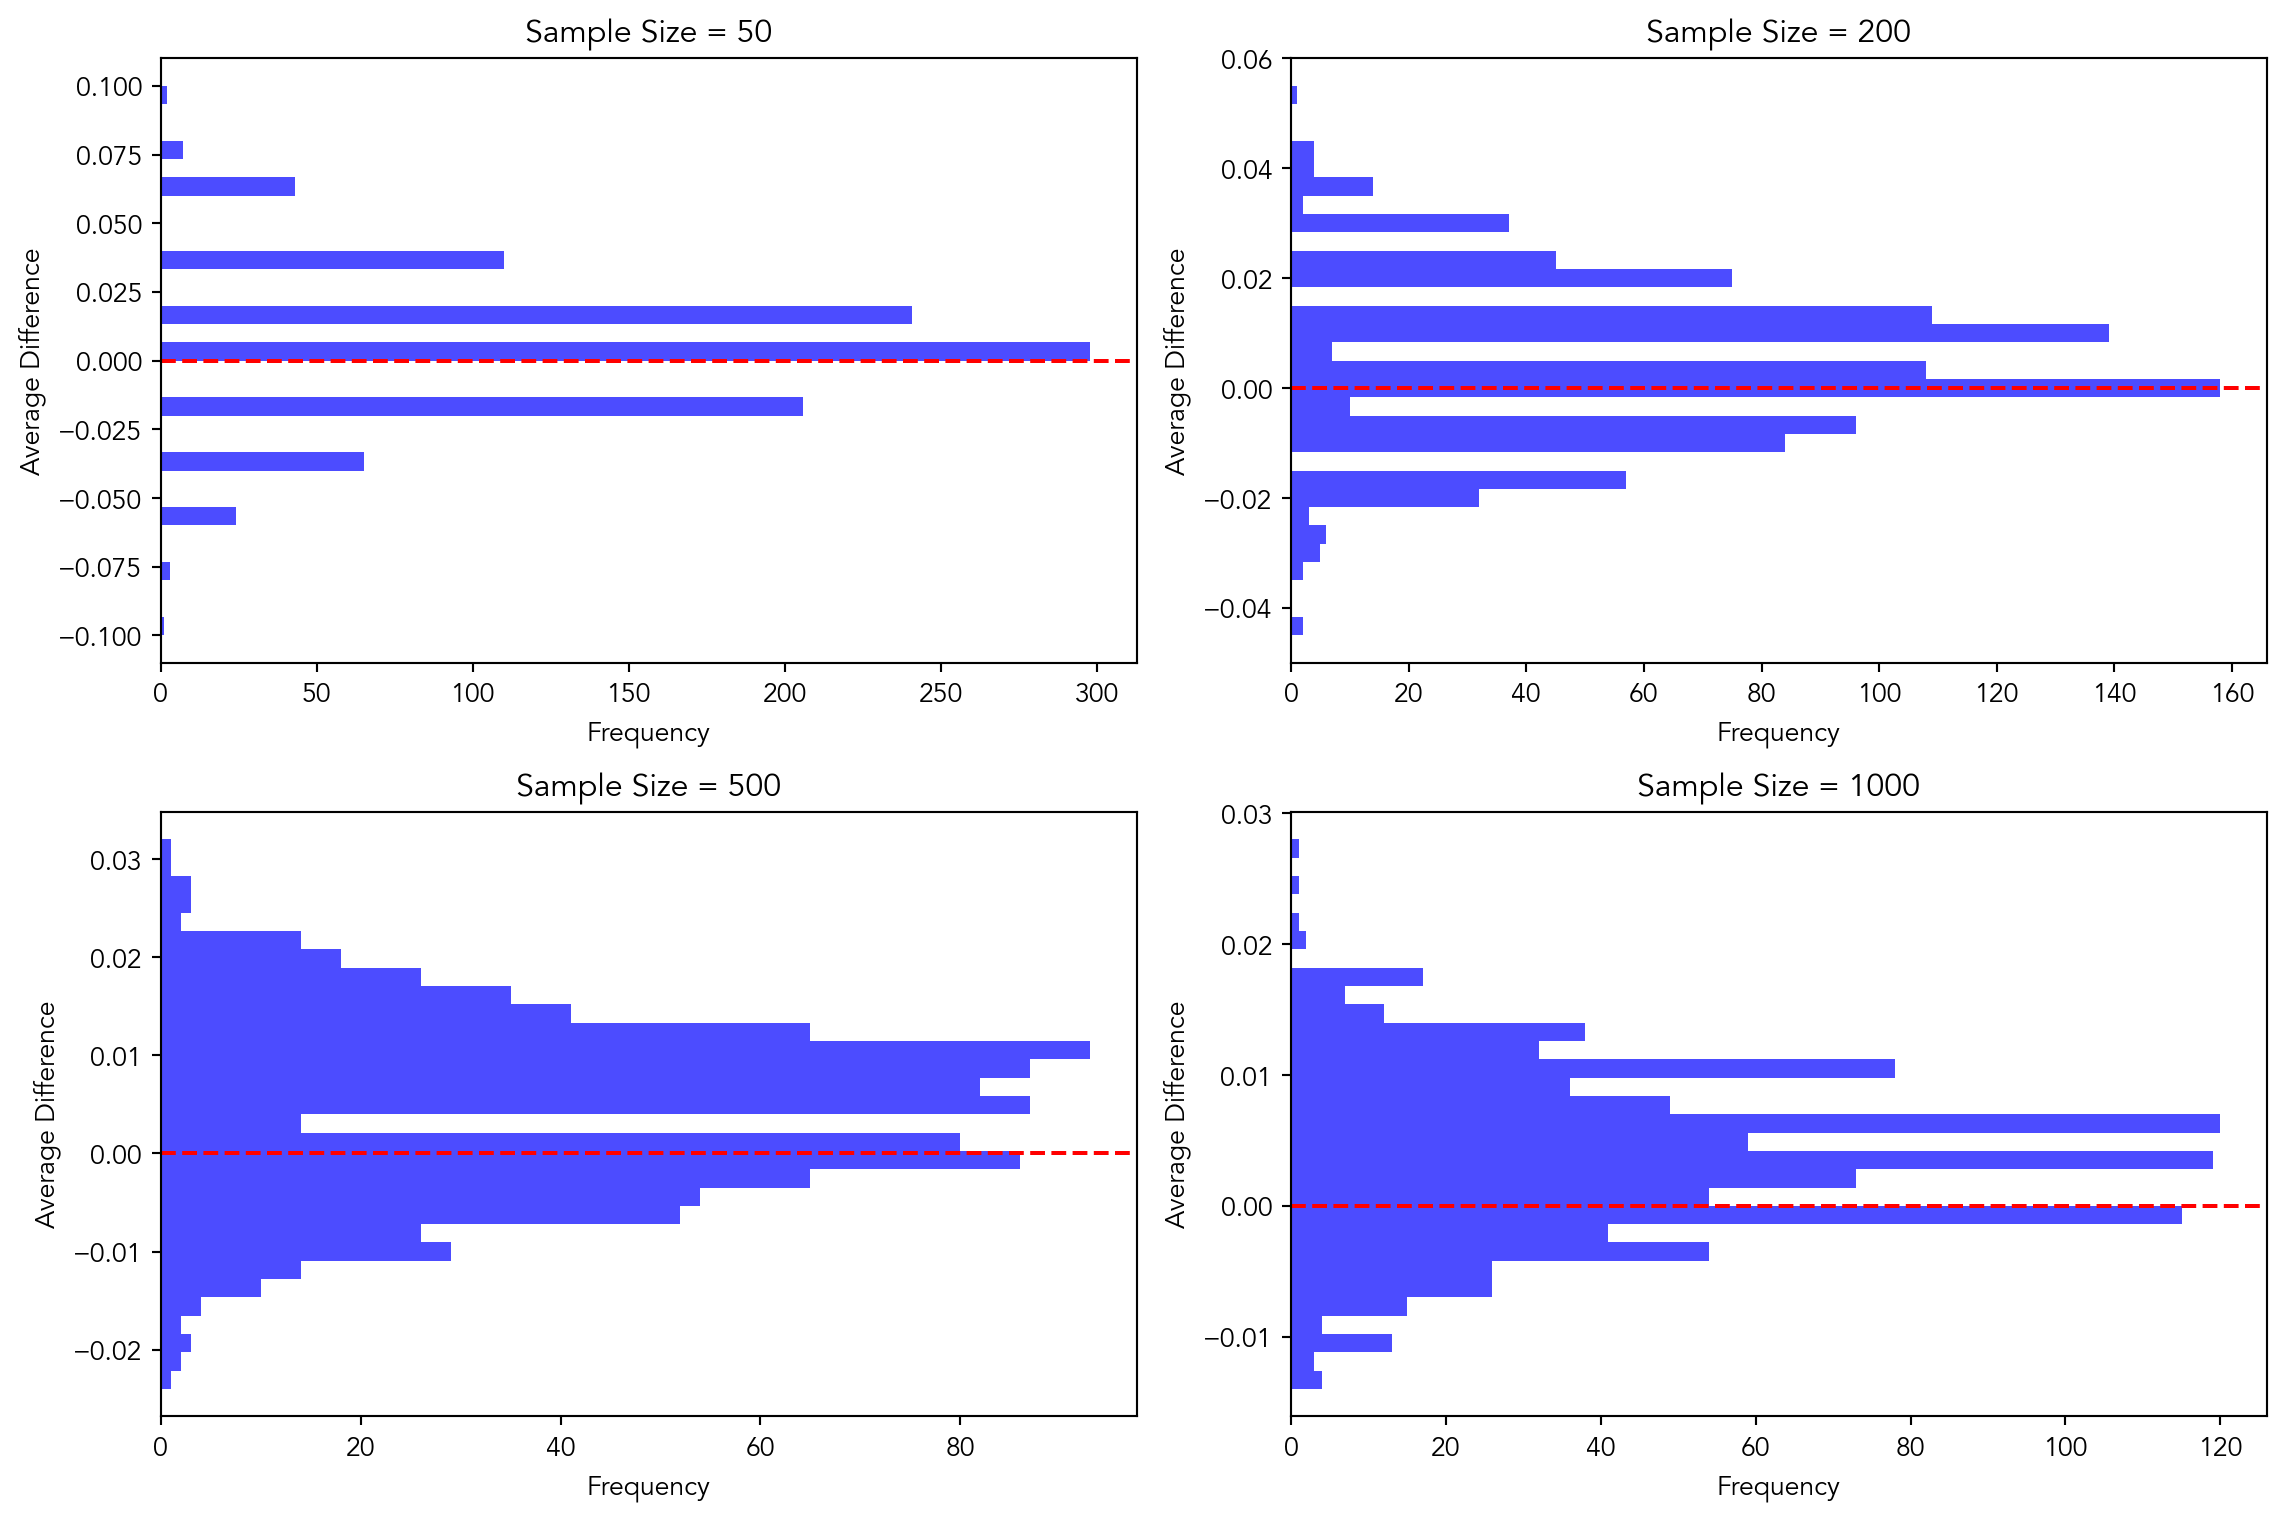 Sample Size = 50
0.100
0.075
0.050
0.025
0.000
−0.025
−0.050
−0.075
−0.100
Average Difference
0 50 100 150 200 250 300
Frequency
Sample Size = 200
0.06
0.04
0.02
0.00
−0.02
−0.04
Average Difference
0 20 40 60 80 100 120 140 160
Frequency
Sample Size = 500
0.03
0.02
0.01
0.00
−0.01
−0.02
Average Difference
0 20 40 60 80
Frequency
Sample Size = 1000
0.03
0.02
0.01
0.00
−0.01
Average Difference
0 20 40 60 80 100 120
Frequency